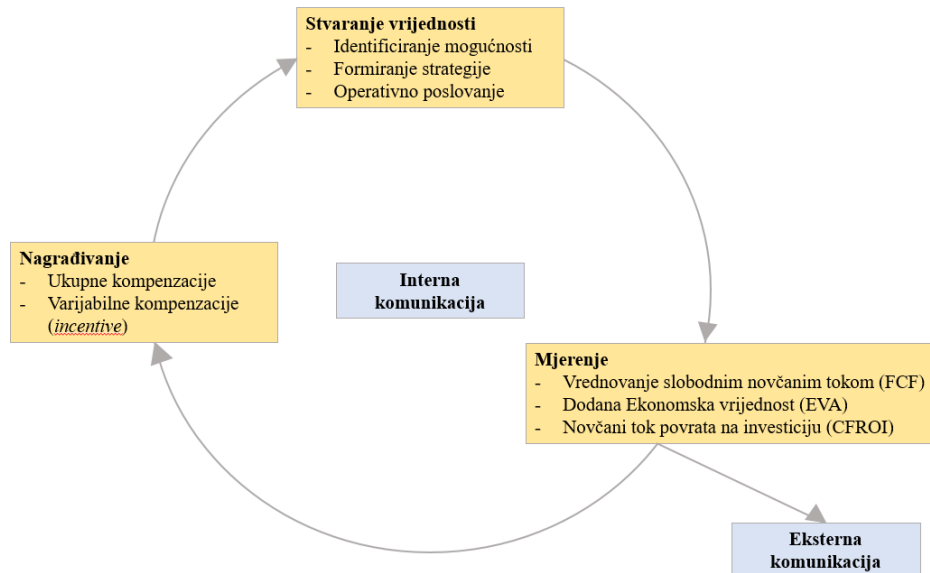 Stvaranje vrijednosti
- Identificiranje mogućnosti
- Formiranje strategije
- Operativno poslovanje
Nagrađivanje
- Ukupne kompenzacije
- Varijabilne kompenzacije
(incentive)
Interna
komunikacija
Mjerenje
- Vrednovanje slobodnim novčanim tokom (FCF)
- Dodana Ekonomska vrijednost (EVA)
- Novčani tok povrata na investiciju (CFROI)
Eksterna
komunikacija